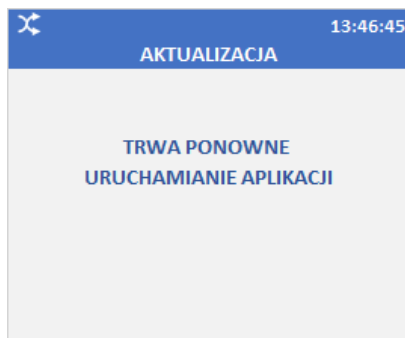 13:46:45
AKTUALIZACJA
TRWA PONOWNE
URUCHAMIANIE APLIKACJI